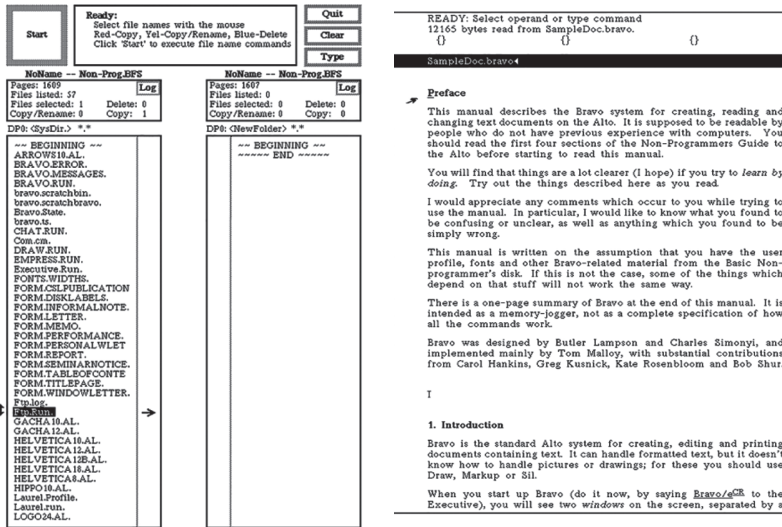 Start
Ready:
Select file names with the mouse
Red-Copy, Yel-Copy/Rename, Blue-Delete
Click 'Start' to execute file name commands
Quit
Clear
Type
NoName -- Non-Prog.BFS
Pages: 1609
Files listed: 57
Files selected: 1 Delete: 0
Copy/Rename: 0 Copy: 1
Log
DP0: <SysDir.> *.*
~~ BEGINNING ~~
ARROWS10.AL.
BRAVO.ERROR.
BRAVO.MESSAGES.
BRAVO.RUN.
bravo.scratchbin.
bravo.scratchbravo.
Bravo.State.
bravo.ts.
CHAT.RUN.
Com.cm.
DRAW.RUN.
EMPRESS.RUN.
Executive.Run.
FONTS.WIDTHS.
FORM.CSLPUBLICATION
FORM.DISKLABELS.
FORM.INFORMALNOTE.
FORM.LETTER.
FORM.MEMO.
FORM.PERFORMANCE.
FORM.PERSONALWLET
FORM.REPORT.
FORM.SEMINARNOTICE.
FORM.TABLEOFCONTE
FORM.TITLEPAGE.
FORM.WINDOWLETTER.
Ftp.log.
Ftp.Run.
GACHA10.AL.
GACHA12.AL.
HELVETICA10.AL.
HELVETICA12.AL.
HELVETICA12B.AL.
HELVETICA18.AL.
HELVETICA8.AL.
HIPPO10.AL.
Laurel.Profile.
Laurel.run.
LOGO24.AL.
NoName -- Non-Prog.BFS
Pages: 1607
Files listed: 0
Files selected: 0 Delete: 0
Copy/Rename: 0 Copy: 0
Log
DP0: <NewFolder> *.*
~~ BEGINNING ~~
~~~~~ END ~~~~~
READY: Select operand or type command
12165 bytes read from SampleDoc.bravo.
{} {} {}
SampleDoc.bravo
Preface
This manual describes the Bravo system for creating, reading and
changing text documents on the Alto. It is supposed to be readable by
people who do not have previous experience with computers. You
should read the first four sections of the Non-Programmers Guide to
the Alto before starting to read this manual.
You will find that things are a lot clearer (I hope) if you try to learn by
doing. Try out the things described here as you read.
I would appreciate any comments which occur to you while trying to
use the manual. In particular, I would like to know what you found to
be confusing or unclear, as well as anything which you found to be
simply wrong.
This manual is written on the assumption that you have the user
profile, fonts and other Bravo-related material from the Basic Non-
programmer's disk. If this is not the case, some of the things which
depend on that stuff will not work the same way.
There is a one-page summary of Bravo at the end of this manual. It is
intended as a memory-jogger, not as a complete specification of how
all the commands work.
Bravo was designed by Butler Lampson and Charles Simonyi, and
implemented mainly by Tom Malloy, with substantial contributions
from Carol Hankins, Greg Kusnick, Kate Rosenbloom and Bob Shur.
1. Introduction
Bravo is the standard Alto system for creating, editing and printing
documents containing text. It can handle formatted text, but it doesn't
know how to handle pictures or drawings; for these you should use
Draw, Markup or Sil.
When you start up Bravo (do it now, by saying Bravo/eCR to the
Executive), you will see two windows on the screen, separated by a